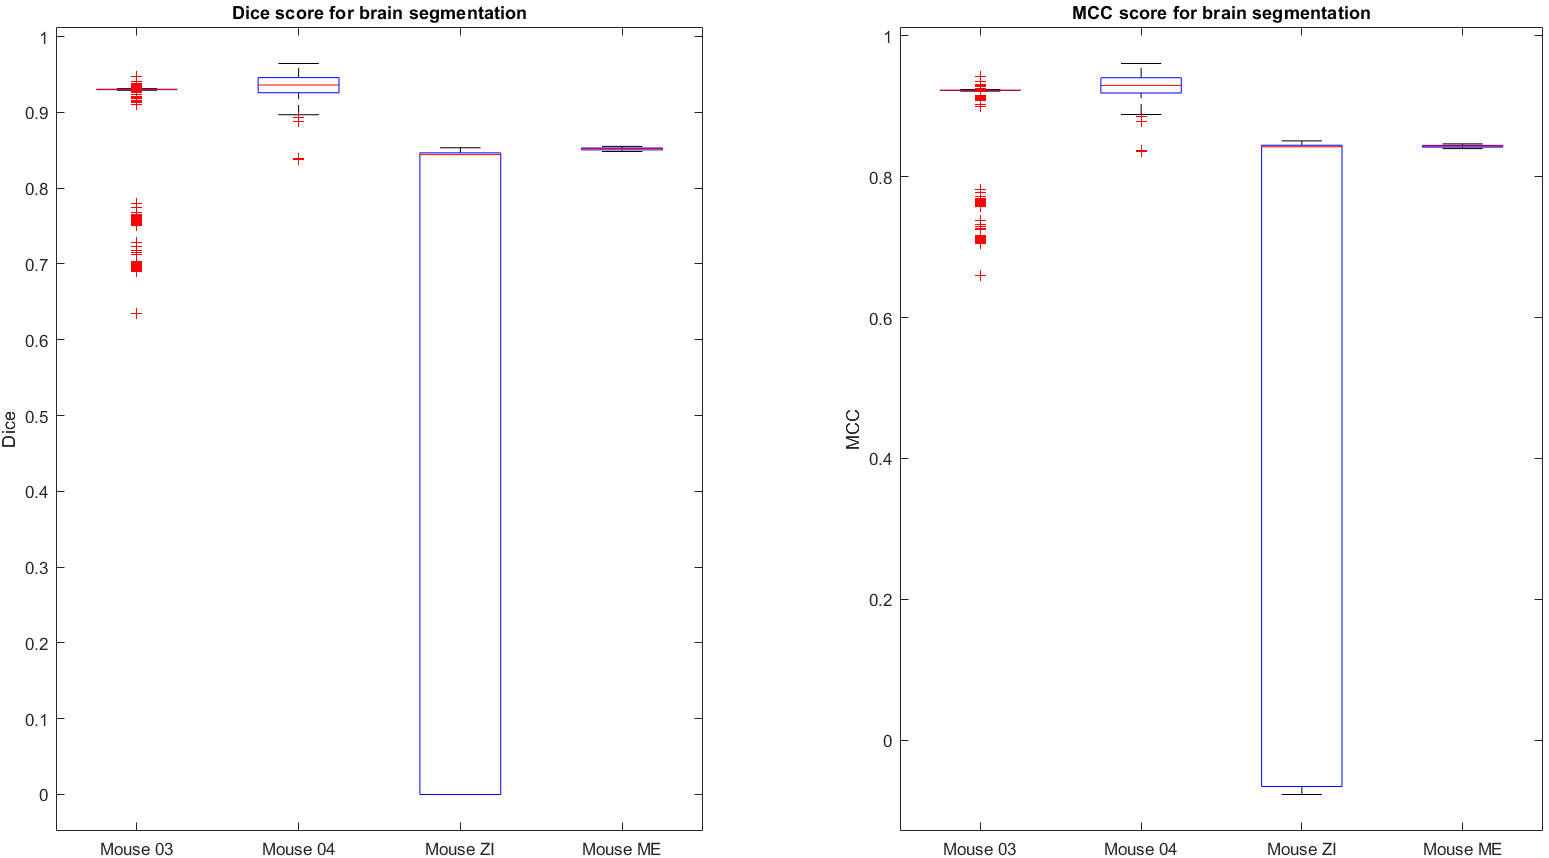 Dice score for brain segmentation
1
0.9
0.8
0.7
0.6
0.5
0.4
0.3
0.2
0.1
0
Dice
Mouse 03
Mouse 04
Mouse ZI
Mouse ME
MCC score for brain segmentation
1
0.8
0.6
0.4
0.2
0
MCC
Mouse 03
Mouse 04
Mouse ZI
Mouse ME